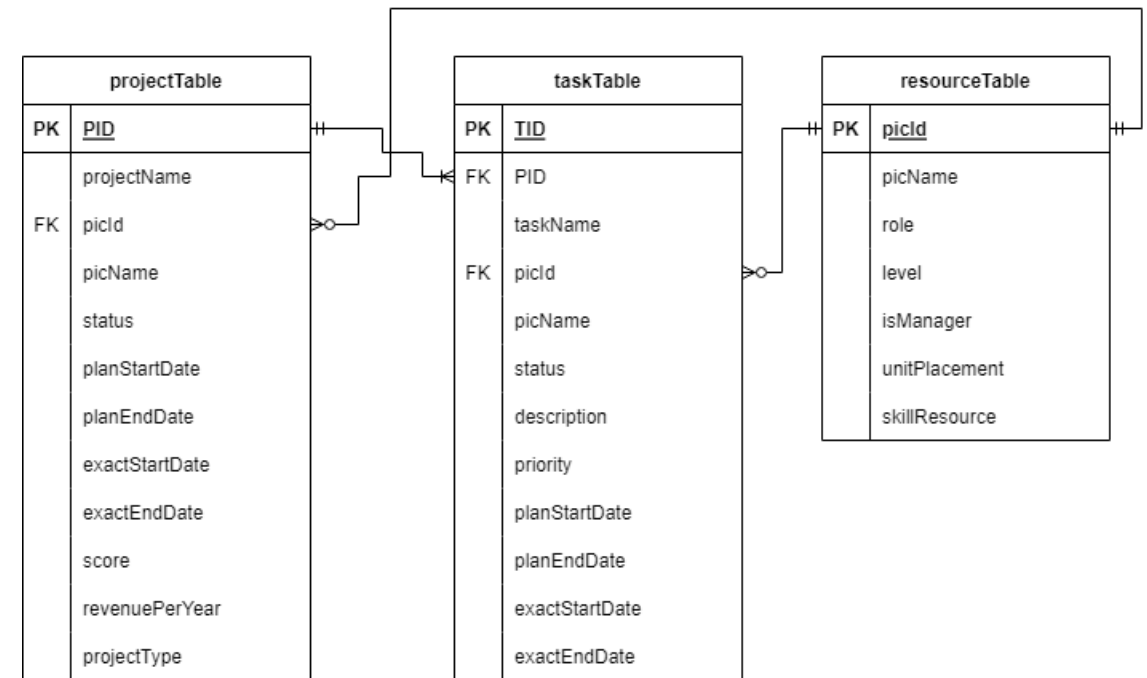 projectTable
PK PID
projectName
FK picId
picName
status
planStartDate
planEndDate
exactStartDate
exactEndDate
score
revenuePerYear
projectType
taskTable
PK TID
FK PID
taskName
FK picId
picName
status
description
priority
planStartDate
planEndDate
exactStartDate
exactEndDate
resourceTable
PK picId
picName
role
level
isManager
unitPlacement
skillResource